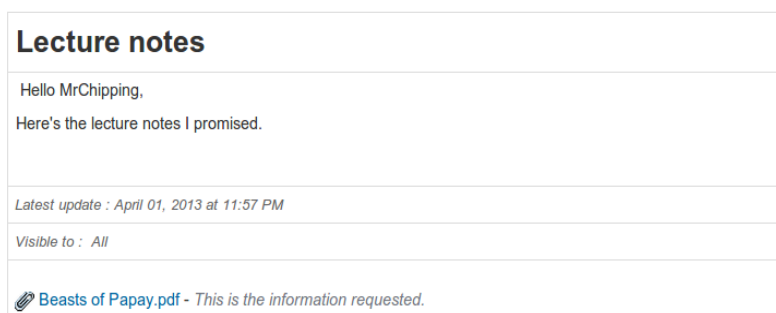 Lecture notes
Hello MrChipping,
Here's the lecture notes I promised.
Latest update : April 01, 2013 at 11:57 PM
Visible to : All
Beasts of Papay.pdf - This is the information requested.